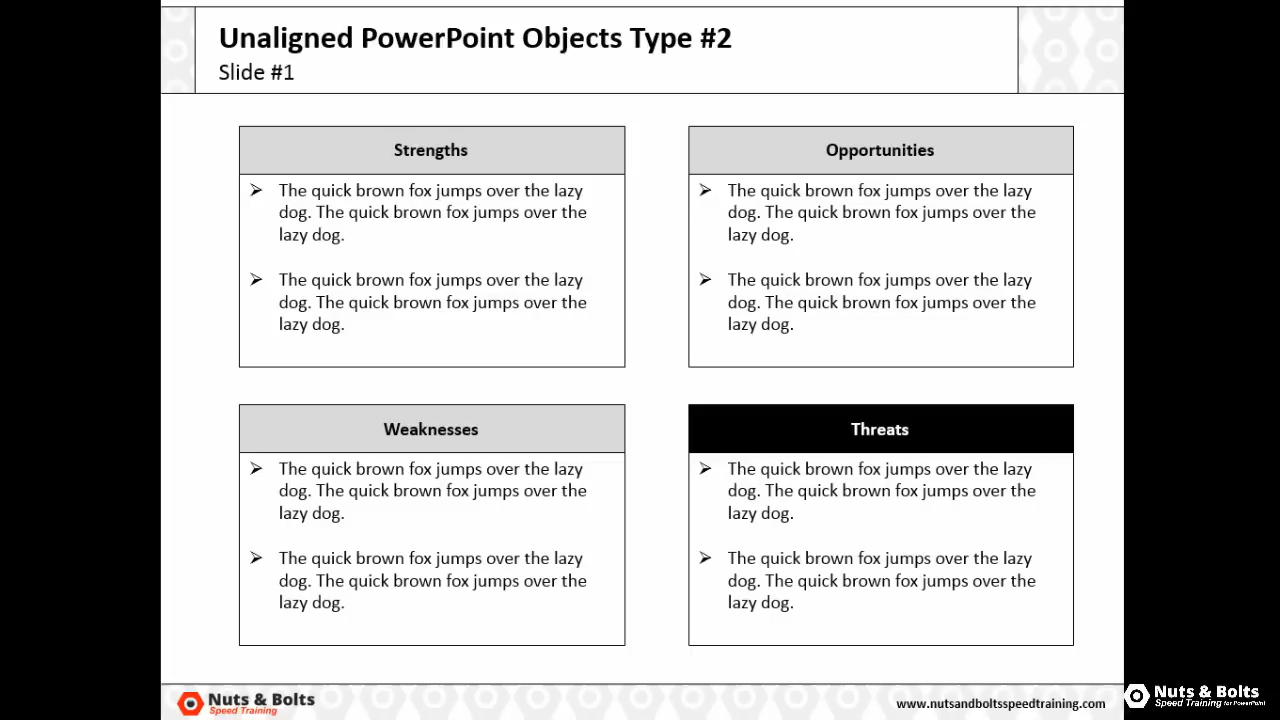 Unaligned PowerPoint Objects Type #2
Slide #1
Strengths
The quick brown fox jumps over the lazy
dog. The quick brown fox jumps over the
lazy dog.
The quick brown fox jumps over the lazy
dog. The quick brown fox jumps over the
lazy dog.
Opportunities
The quick brown fox jumps over the lazy
dog. The quick brown fox jumps over the
lazy dog.
The quick brown fox jumps over the lazy
dog. The quick brown fox jumps over the
lazy dog.
Weaknesses
The quick brown fox jumps over the lazy
dog. The quick brown fox jumps over the
lazy dog.
The quick brown fox jumps over the lazy
dog. The quick brown fox jumps over the
lazy dog.
Threats
The quick brown fox jumps over the lazy
dog. The quick brown fox jumps over the
lazy dog.
The quick brown fox jumps over the lazy
dog. The quick brown fox jumps over the
lazy dog.
Nuts & Bolts
Speed Training
www.nutsandboltsspeedtraining.com
Nuts & Bolts
Speed Training for PowerPoint